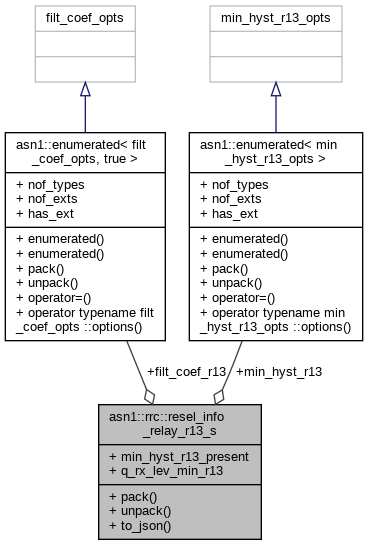 filt_coef_opts
min_hyst_r13_opts
asn1::enumerated< filt
_coef_opts, true >
+ nof_types
+ nof_exts
+ has_ext
+ enumerated()
+ enumerated()
+ pack()
+ unpack()
+ operator=()
+ operator typename filt
_coef_opts ::options()
asn1::enumerated< min
_hyst_r13_opts >
+ nof_types
+ nof_exts
+ has_ext
+ enumerated()
+ enumerated()
+ pack()
+ unpack()
+ operator=()
+ operator typename min
_hyst_r13_opts ::options()
+filt_coef_r13
+min_hyst_r13
asn1::rrc::resel_info
_relay_r13_s
+ min_hyst_r13_present
+ q_rx_lev_min_r13
+ pack()
+ unpack()
+ to_json()